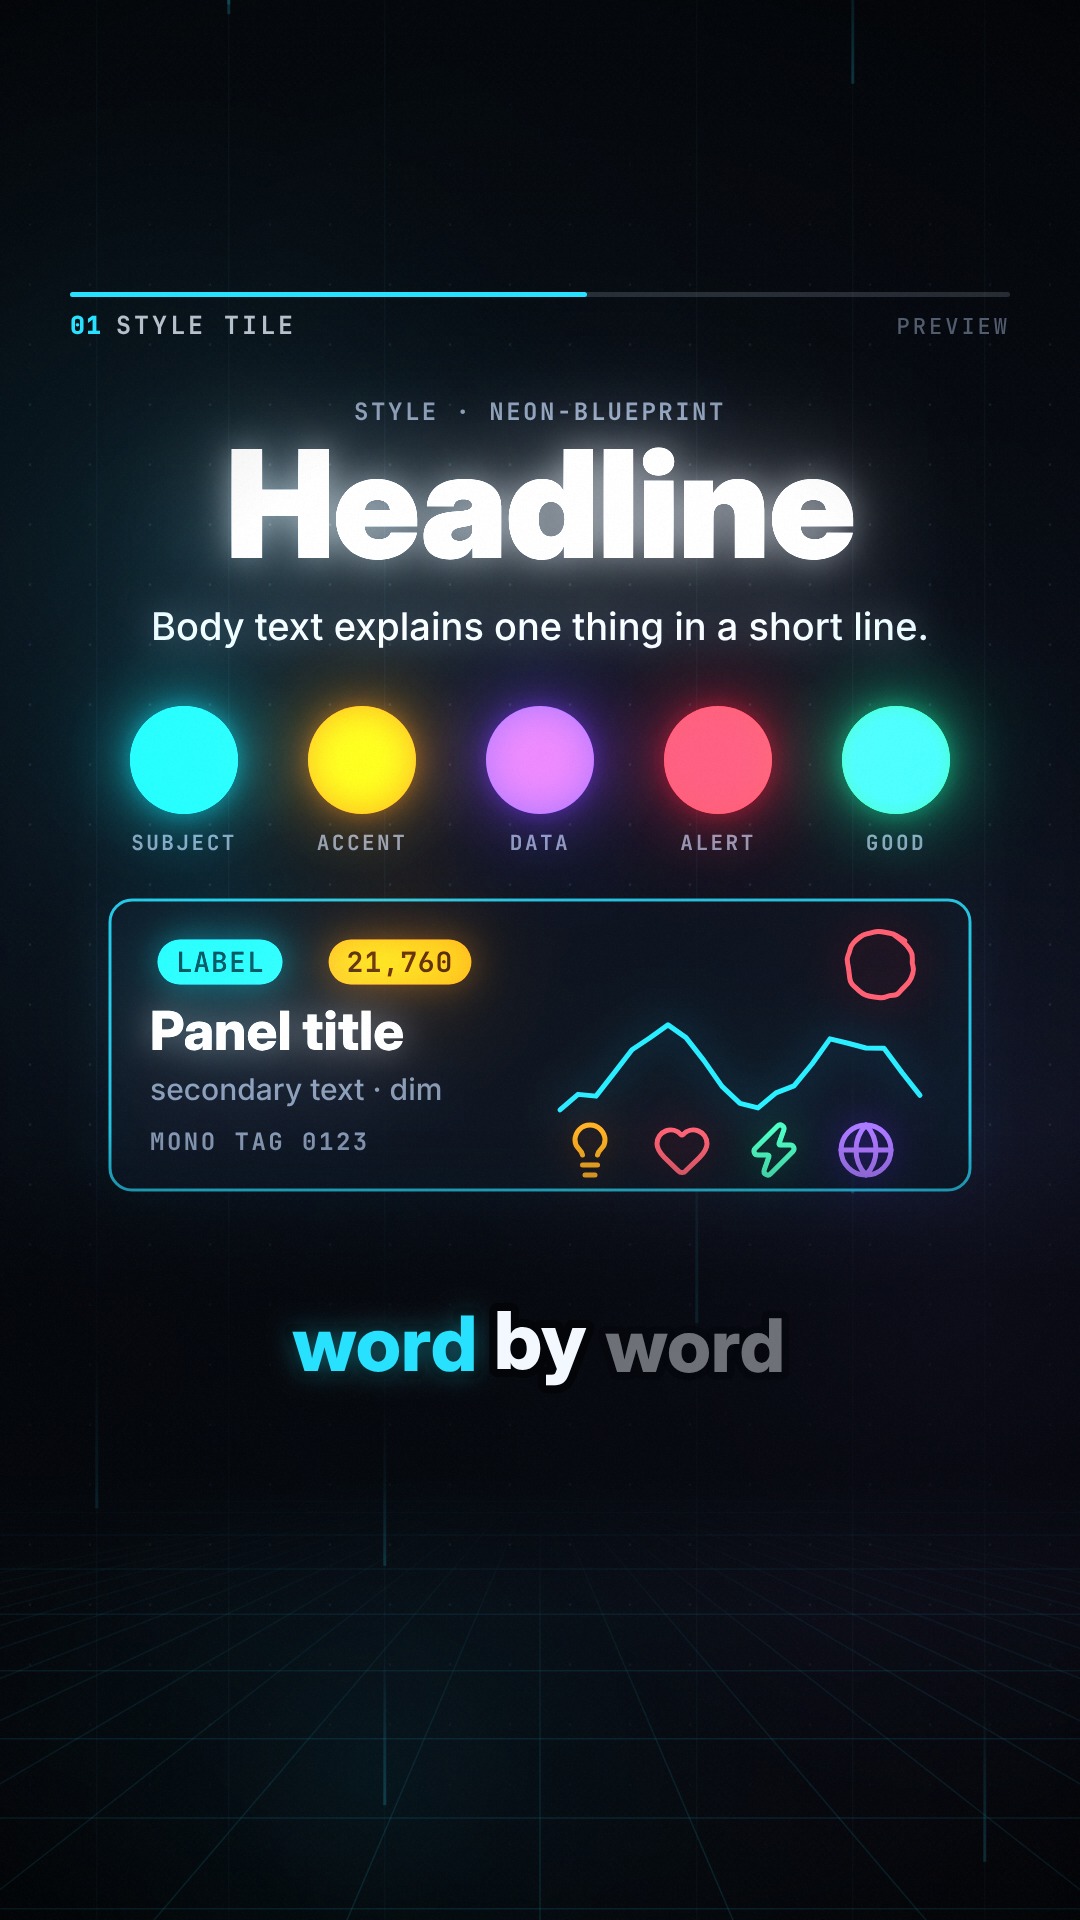 01 STYLE TILE
PREVIEW
STYLE · NEON-BLUEPRINT
Headline
Body text explains one thing in a short line.
SUBJECT ACCENT DATA ALERT GOOD
LABEL 21,760
Panel title
secondary text · dim
MONO TAG 0123
word by word